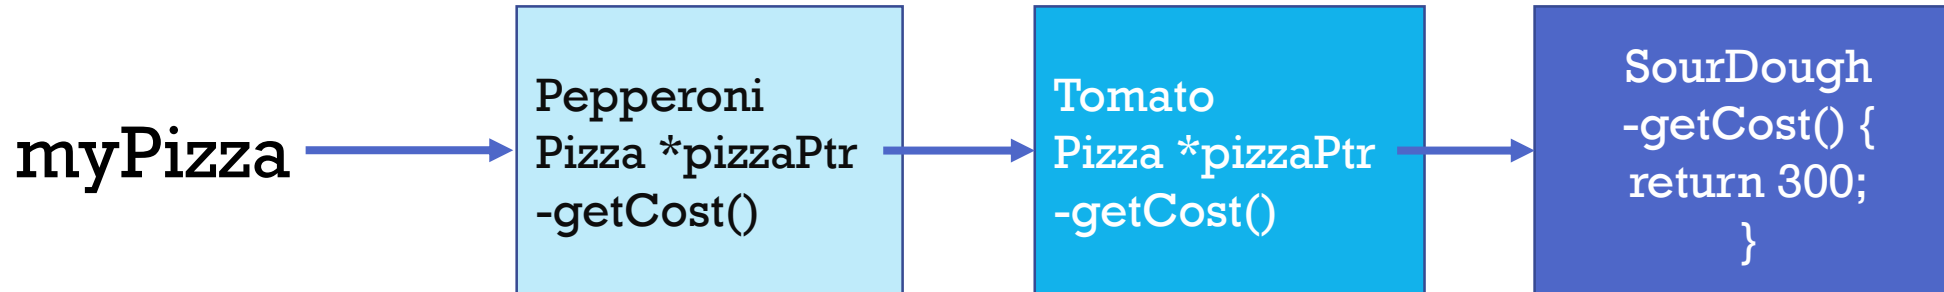 myPizza
Pepperoni
Pizza *pizzaPtr
-getCost()
Tomato
Pizza *pizzaPtr
-getCost()
SourDough
-getCost() {
return 300;
}